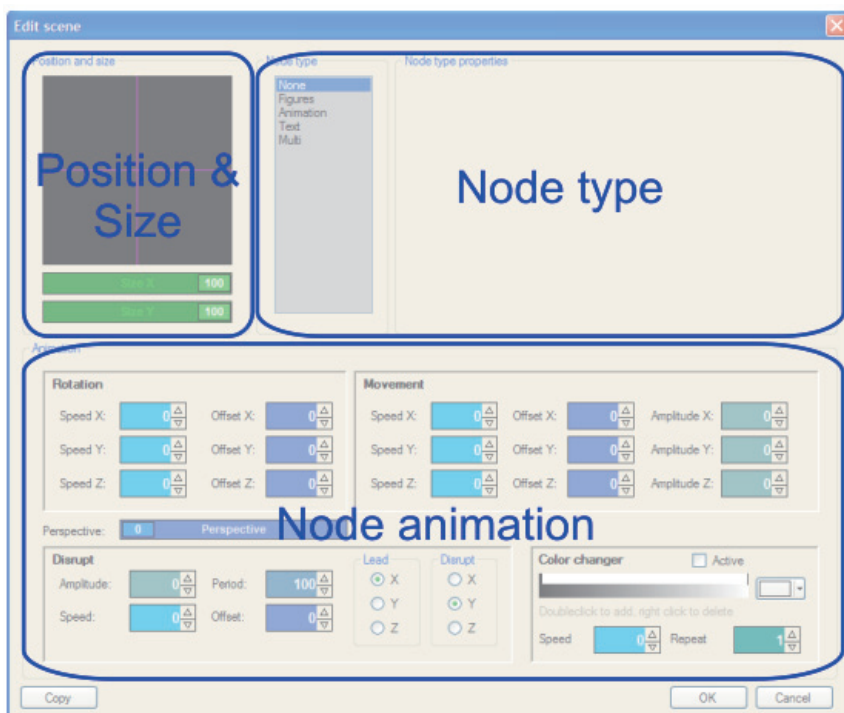 Edit scene
Position and size
Node type
Node type properties
None
Figures
Animation
Text
Multi
Position &
Size
Node type
Size X 100
Size Y 100
Animation
Rotation
Movement
Speed X: 0 Offset X: 0
Speed X: 0 Offset X: 0 Amplitude X: 0
Speed Y: 0 Offset Y: 0
Speed Y: 0 Offset Y: 0 Amplitude Y: 0
Speed Z: 0 Offset Z: 0
Speed Z: 0 Offset Z: 0 Amplitude Z: 0
Node animation
Perspective: 0 Perspective
Disrupt
Amplitude: 0 Period: 100
Speed: 0 Offset: 0
Lead
X
Y
Z
Disrupt
X
Y
Z
Color changer Active
Doubleclick to add, right click to delete
Speed 0 Repeat 1
Copy
OK
Cancel